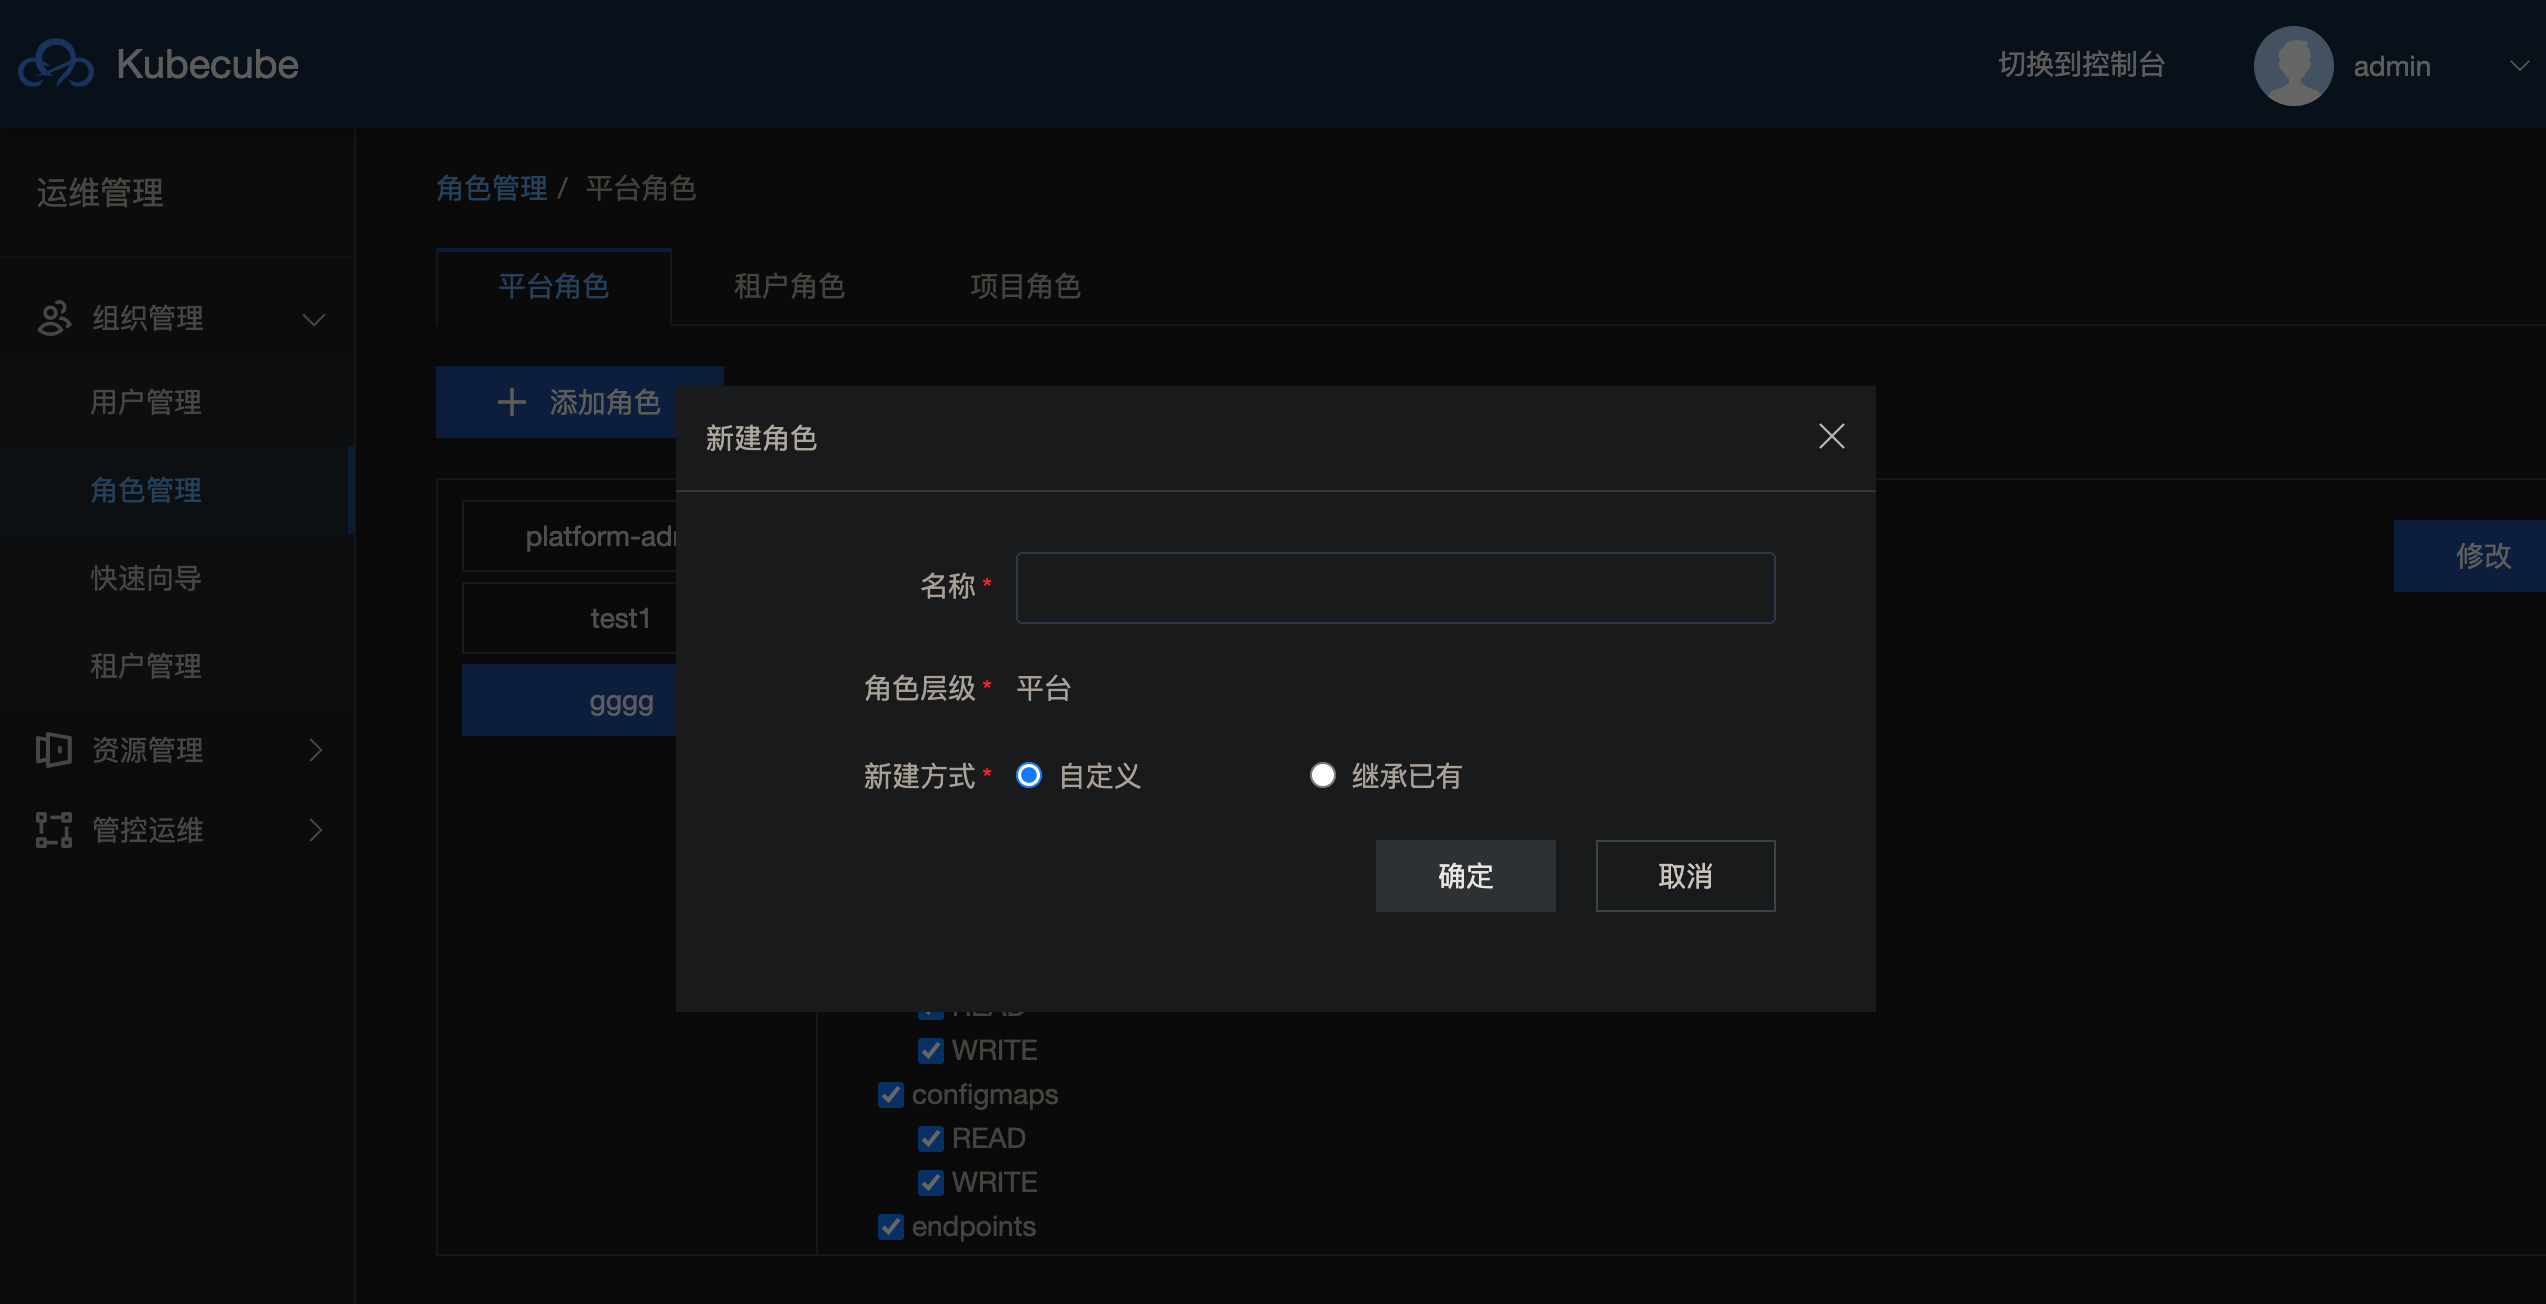 Kubecube
切换到控制台
admin
运维管理
组织管理
用户管理
角色管理
快速向导
租户管理
资源管理
管控运维
角色管理 / 平台角色
平台角色
租户角色
项目角色
添加角色
platform-adr
test1
gggg
修改
新建角色
名称 *
角色层级 * 平台
新建方式 * 自定义 继承已有
确定
取消
READ
WRITE
configmaps
READ
WRITE
endpoints